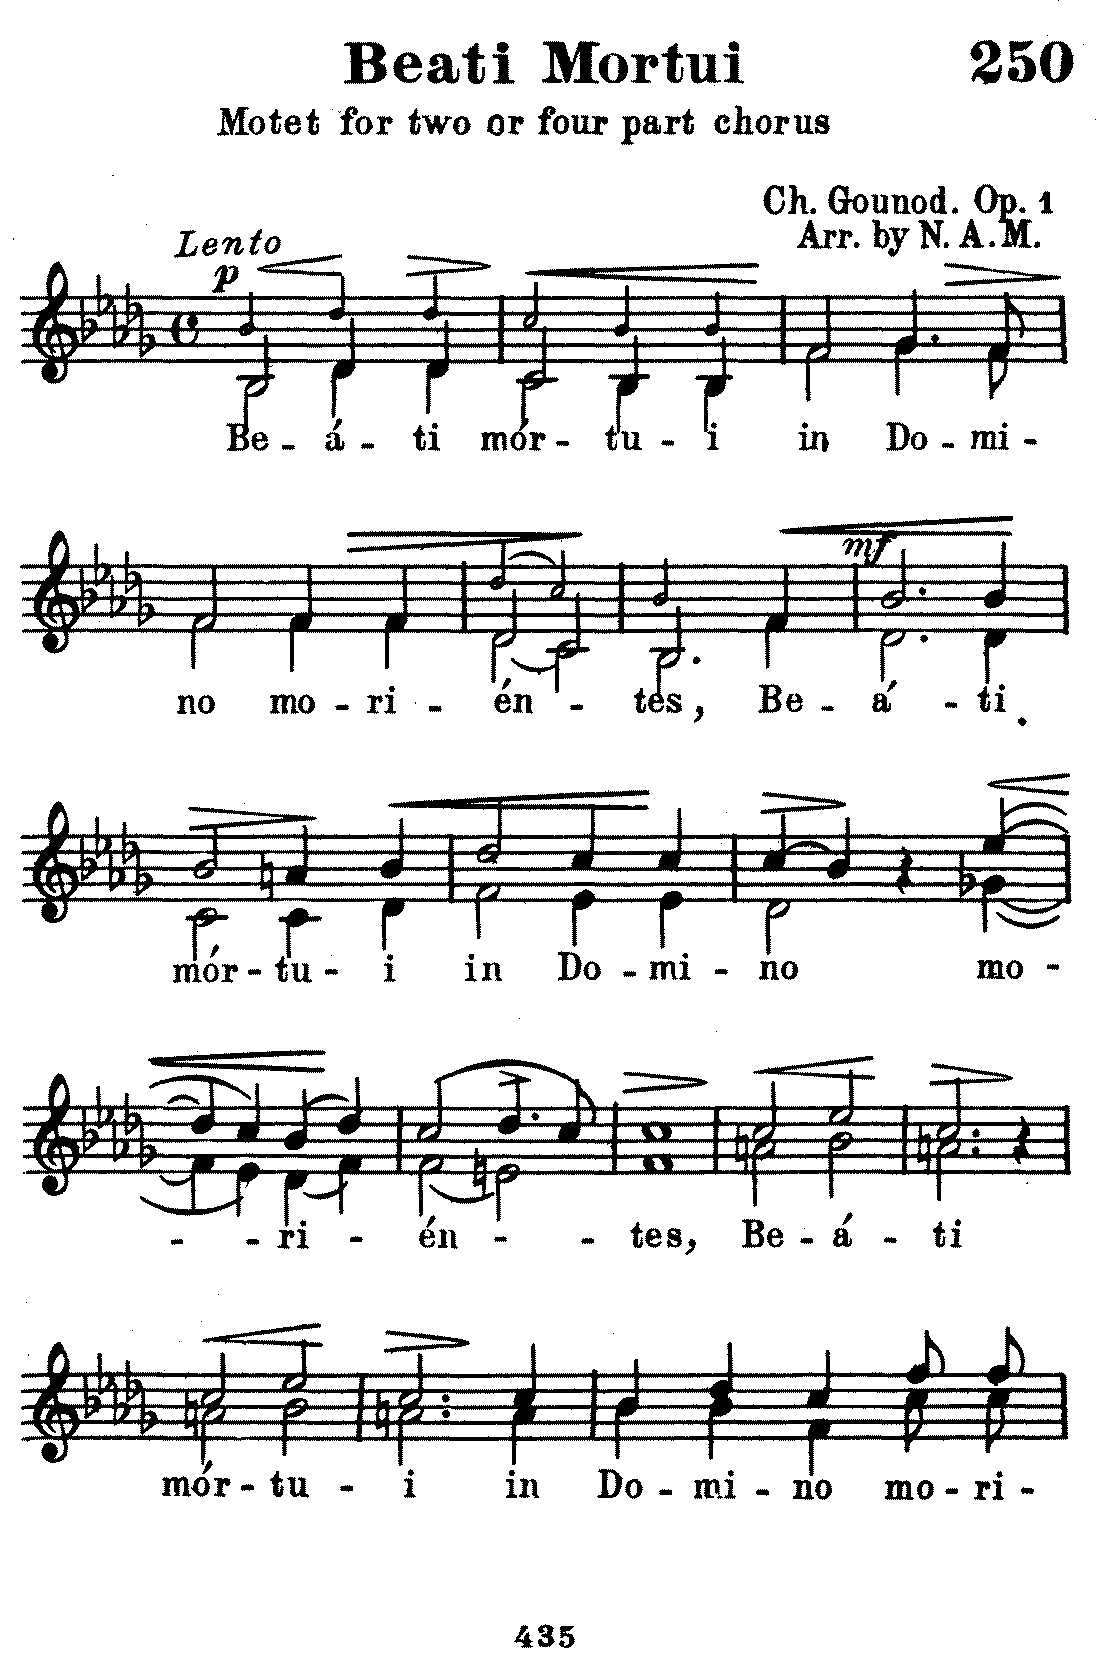 Beati Mortui 250
Motet for two or four part chorus
Ch. Gounod. Op. 1
Arr. by N. A. M.
Lento
p
Be - á - ti mór - tu - i in Do - mi -
mf
no mo - ri - én - tes, Be - á - ti
mór - tu - i in Do - mi - no mo -
- - ri - én - - tes, Be - á - ti
mór - tu - i in Do - mi - no mo - ri -
435